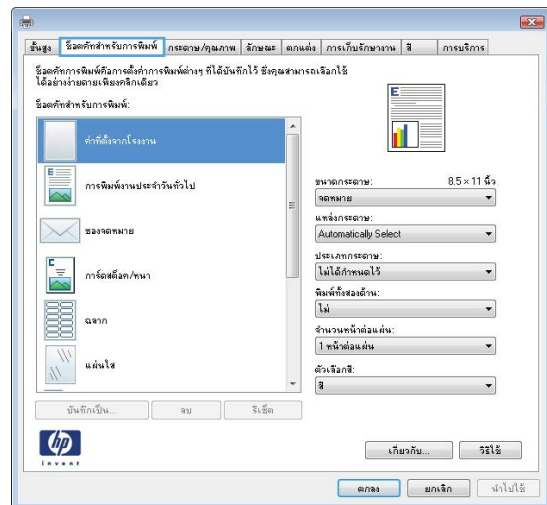 ขั้นสูง ช็อตคัทสำหรับการพิมพ์ กระดาษ/คุณภาพ ลักษณะ ตกแต่ง การเก็บรักษางาน สี การบริการ
ช็อตคัทการพิมพ์คือการตั้งค่าการพิมพ์ต่างๆ ที่ได้บันทึกไว้ ซึ่งคุณสามารถเลือกใช้
ได้อย่างง่ายดายเพียงคลิกเดียว
ช็อตคัทสำหรับการพิมพ์:
ค่าที่ตั้งจากโรงงาน
การพิมพ์งานประจำวันทั่วไป
ซองจดหมาย
การ์ดสต็อค/หนา
ฉลาก
แผ่นใส
บันทึกเป็น... ลบ รีเซ็ต
E
ขนาดกระดาษ: 8.5 × 11 นิ้ว
จดหมาย
แหล่งกระดาษ:
Automatically Select
ประเภทกระดาษ:
ไม่ได้กำหนดไว้
พิมพ์ทั้งสองด้าน:
ไม่
จำนวนหน้าต่อแผ่น:
1 หน้าต่อแผ่น
ตัวเลือกสี:
สี
hp
invent
เกี่ยวกับ... วิธีใช้
ตกลง ยกเลิก นำไปใช้